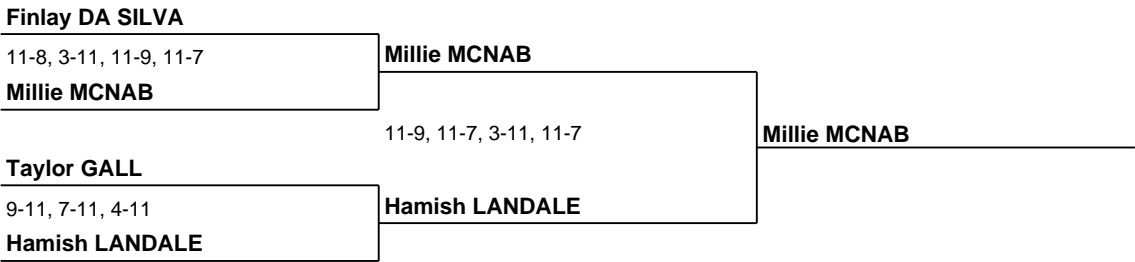 Finlay DA SILVA
11-8, 3-11, 11-9, 11-7
Millie MCNAB
Millie MCNAB
11-9, 11-7, 3-11, 11-7
Millie MCNAB
Taylor GALL
9-11, 7-11, 4-11
Hamish LANDALE
Hamish LANDALE